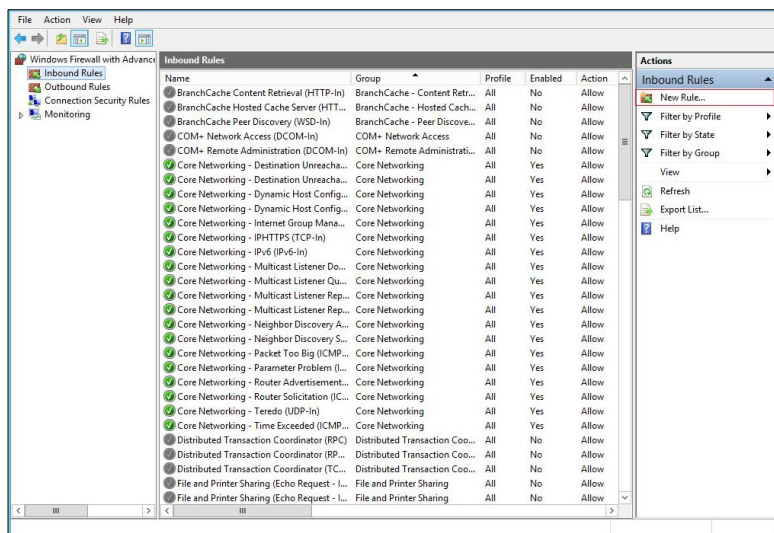 File Action View Help
Windows Firewall with Advance
Inbound Rules
Outbound Rules
Connection Security Rules
Monitoring
Inbound Rules
Name Group Profile Enabled Action
BranchCache Content Retrieval (HTTP-In) BranchCache - Content Retr... All No Allow
BranchCache Hosted Cache Server (HTT... BranchCache - Hosted Cach... All No Allow
BranchCache Peer Discovery (WSD-In) BranchCache - Peer Discove... All No Allow
COM+ Network Access (DCOM-In) COM+ Network Access All No Allow
COM+ Remote Administration (DCOM-In) COM+ Remote Administrati... All No Allow
Core Networking - Destination Unreacha... Core Networking All Yes Allow
Core Networking - Destination Unreacha... Core Networking All Yes Allow
Core Networking - Dynamic Host Config... Core Networking All Yes Allow
Core Networking - Dynamic Host Config... Core Networking All Yes Allow
Core Networking - Internet Group Mana... Core Networking All Yes Allow
Core Networking - IPHTTPS (TCP-In) Core Networking All Yes Allow
Core Networking - IPv6 (IPv6-In) Core Networking All Yes Allow
Core Networking - Multicast Listener Do... Core Networking All Yes Allow
Core Networking - Multicast Listener Qu... Core Networking All Yes Allow
Core Networking - Multicast Listener Rep... Core Networking All Yes Allow
Core Networking - Multicast Listener Rep... Core Networking All Yes Allow
Core Networking - Neighbor Discovery A... Core Networking All Yes Allow
Core Networking - Neighbor Discovery S... Core Networking All Yes Allow
Core Networking - Packet Too Big (ICMP... Core Networking All Yes Allow
Core Networking - Parameter Problem (I... Core Networking All Yes Allow
Core Networking - Router Advertisement... Core Networking All Yes Allow
Core Networking - Router Solicitation (IC... Core Networking All Yes Allow
Core Networking - Teredo (UDP-In) Core Networking All Yes Allow
Core Networking - Time Exceeded (ICMP... Core Networking All Yes Allow
Distributed Transaction Coordinator (RPC) Distributed Transaction Coo... All No Allow
Distributed Transaction Coordinator (RP... Distributed Transaction Coo... All No Allow
Distributed Transaction Coordinator (TC... Distributed Transaction Coo... All No Allow
File and Printer Sharing (Echo Request - I... File and Printer Sharing All No Allow
File and Printer Sharing (Echo Request - I... File and Printer Sharing All No Allow
Actions
Inbound Rules
New Rule...
Filter by Profile
Filter by State
Filter by Group
View
Refresh
Export List...
Help